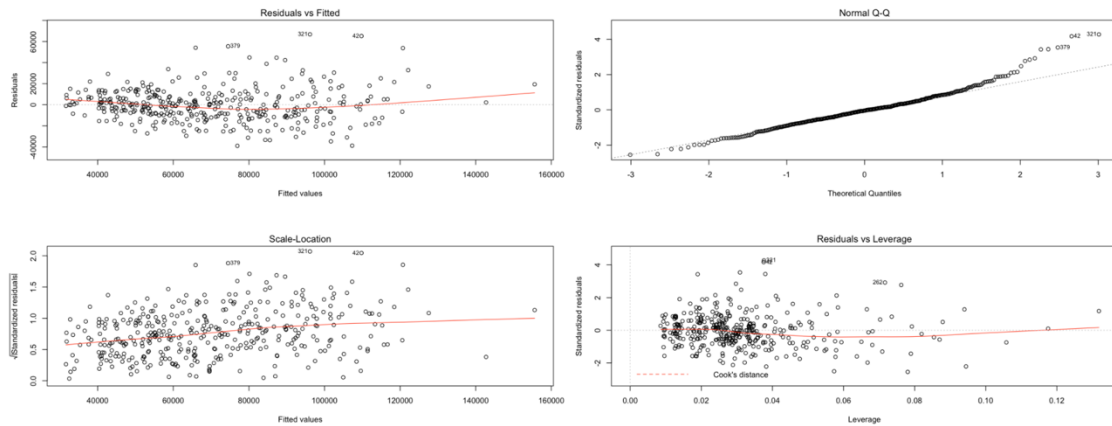 Residuals vs Fitted
Residuals
60000
20000
0
-40000
321
42
379
40000 60000 80000 100000 120000 140000 160000
Fitted values
Normal Q-Q
Standardized residuals
4
2
0
-2
42
321
379
-3 -2 -1 0 1 2 3
Theoretical Quantiles
Scale-Location
√|Standardized residuals|
2.0
1.5
1.0
0.5
0.0
321
42
379
40000 60000 80000 100000 120000 140000 160000
Fitted values
Residuals vs Leverage
Standardized residuals
4
2
0
-2
321
42
262
Cook's distance
0.00 0.02 0.04 0.06 0.08 0.10 0.12
Leverage